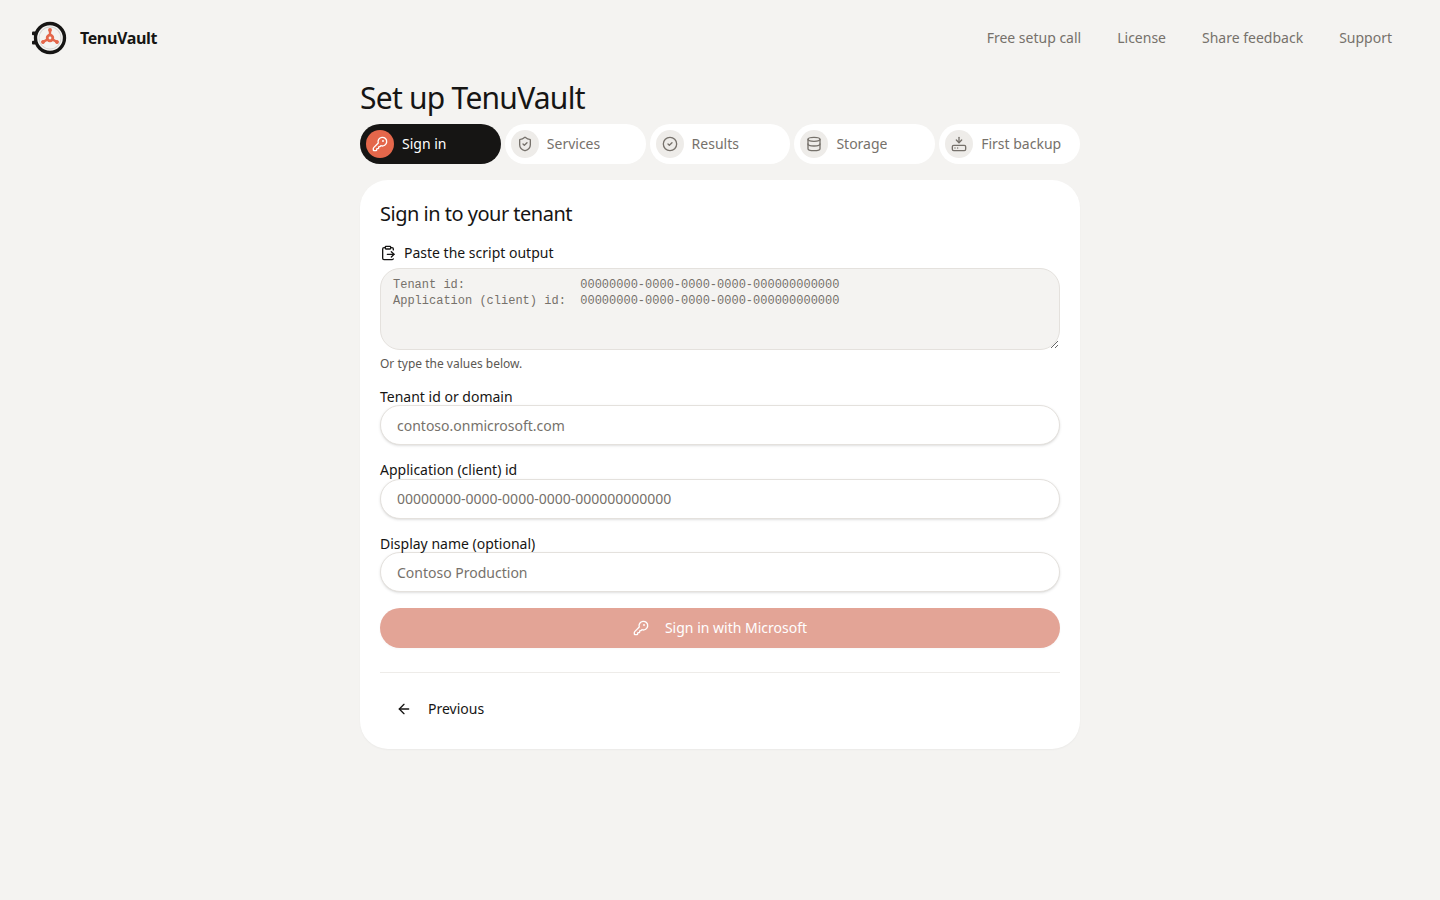 TenuVault
Free setup call
License
Share feedback
Support
Set up TenuVault
Sign in
Services
Results
Storage
First backup
Sign in to your tenant
Paste the script output
Tenant id: 00000000-0000-0000-0000-000000000000
Application (client) id: 00000000-0000-0000-0000-000000000000
Or type the values below.
Tenant id or domain
contoso.onmicrosoft.com
Application (client) id
00000000-0000-0000-0000-000000000000
Display name (optional)
Contoso Production
Sign in with Microsoft
Previous